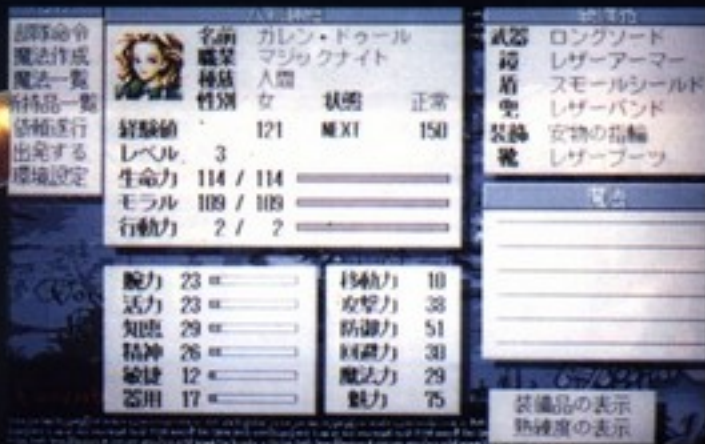 部隊命令
魔法作成
魔法一覧
所持品一覧
依頼遂行
出発する
環境設定
名前 ガレン・ドゥール
職業 マジックナイト
種族 人間
性別 女 状態 正常
経験値 121 NEXT 150
レベル 3
生命力 114 / 114
モラル 109 / 109
行動力 2 / 2
腕力 23
活力 23
知恵 29
精神 26
敏捷 12
器用 17
移動力 10
攻撃力 38
防御力 51
回避力 30
魔法力 29
魅力 75
武器 ロングソード
鎧 レザーアーマー
盾 スモールシールド
レザーバンド
装飾 安物の指輪
靴 レザーブーツ
装備品の表示
熟練度の表示